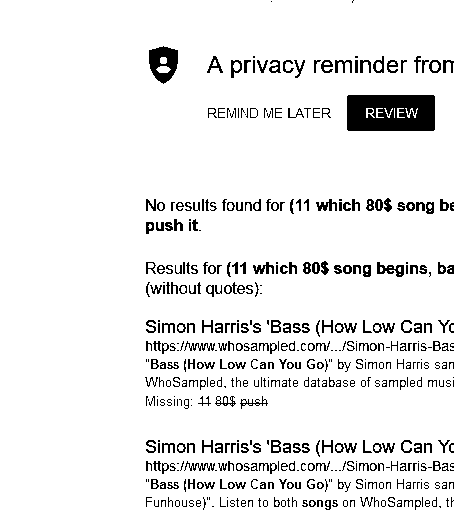 A privacy reminder from
REMIND ME LATER REVIEW
No results found for (11 which 80$ song be
push it.
Results for (11 which 80$ song begins, ba
(without quotes):
Simon Harris's 'Bass (How Low Can Yo
https://www.whosampled.com/.../Simon-Harris-Bas
"Bass (How Low Can You Go)" by Simon Harris sam
WhoSampled, the ultimate database of sampled musi
Missing: 11 80$ push
Simon Harris's 'Bass (How Low Can Yo
https://www.whosampled.com/.../Simon-Harris-Bas
"Bass (How Low Can You Go)" by Simon Harris sam
Funhouse)". Listen to both songs on WhoSampled, th